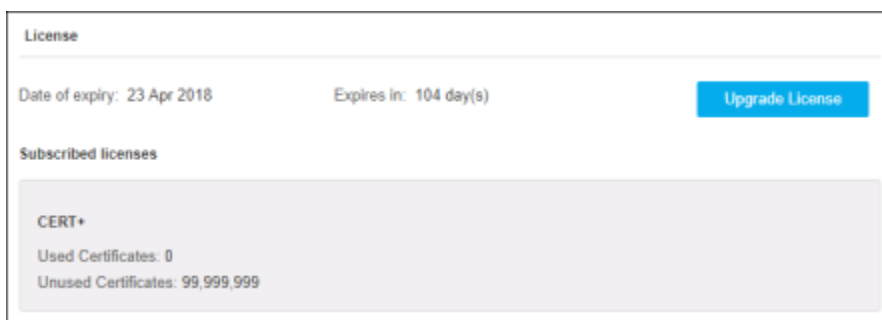 License
Date of expiry: 23 Apr 2018 Expires in: 104 day(s) Upgrade License
Subscribed licenses
CERT+
Used Certificates: 0
Unused Certificates: 99,999,999